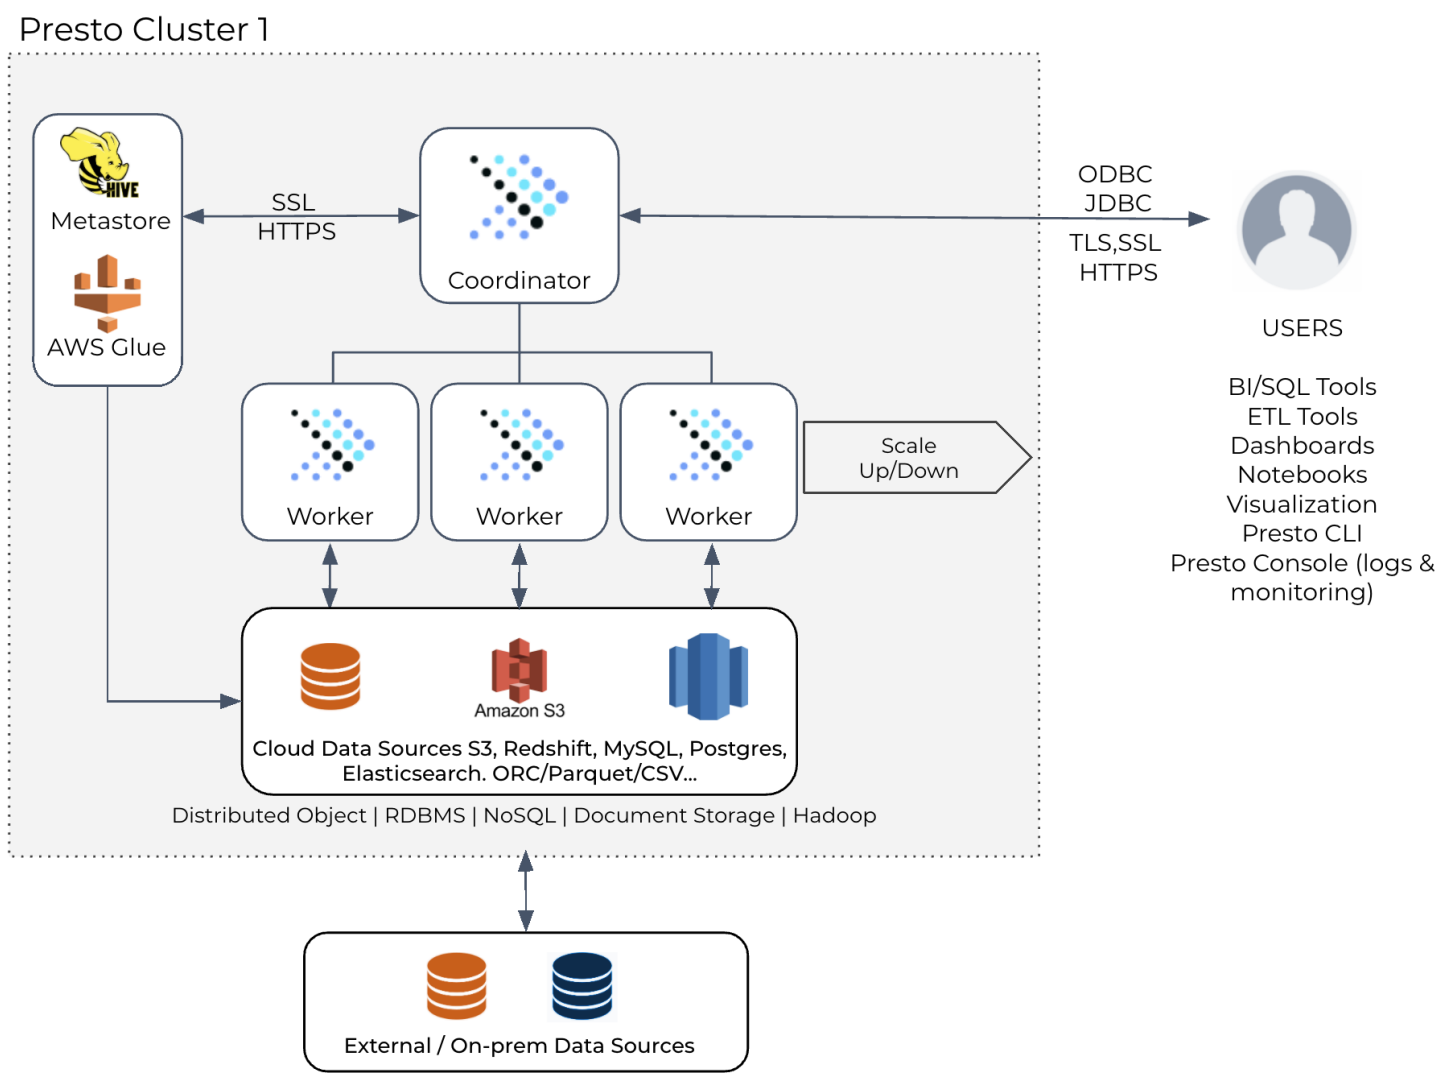 Presto Cluster 1
HIVE
Metastore
AWS Glue
SSL
HTTPS
Coordinator
ODBC
JDBC
TLS,SSL
HTTPS
USERS
BI/SQL Tools
ETL Tools
Dashboards
Notebooks
Visualization
Presto CLI
Presto Console (logs &
monitoring)
Worker
Worker
Worker
Scale
Up/Down
Amazon S3
Cloud Data Sources S3, Redshift, MySQL, Postgres,
Elasticsearch. ORC/Parquet/CSV...
Distributed Object | RDBMS | NoSQL | Document Storage | Hadoop
External / On-prem Data Sources